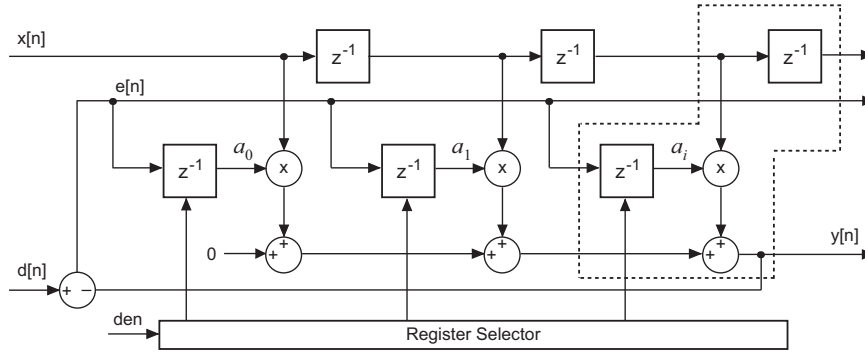 x[n]
z⁻¹ z⁻¹ z⁻¹
e[n]
z⁻¹ a₀ x z⁻¹ a₁ x z⁻¹ aᵢ x
+ + +
0 + + + y[n]
d[n]
+ −
den
Register Selector